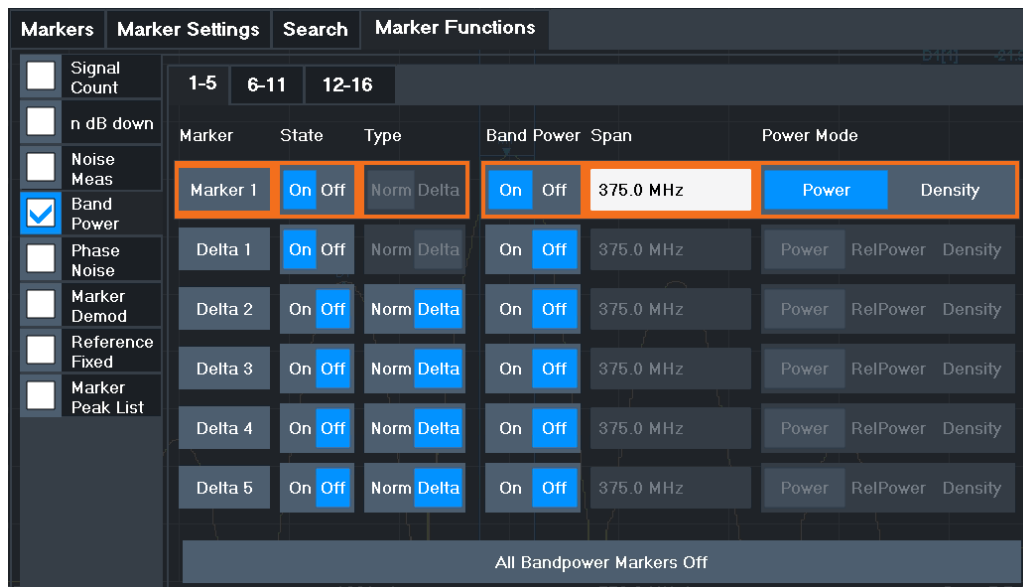 Markers Marker Settings Search Marker Functions
Signal
Count
n dB down
Noise
Meas
Band
Power
Phase
Noise
Marker
Demod
Reference
Fixed
Marker
Peak List
1-5 6-11 12-16
Marker State Type Band Power Span Power Mode
Marker 1 On Off Norm Delta On Off 375.0 MHz Power Density
Delta 1 On Off Norm Delta On Off 375.0 MHz Power RelPower Density
Delta 2 On Off Norm Delta On Off 375.0 MHz Power RelPower Density
Delta 3 On Off Norm Delta On Off 375.0 MHz Power RelPower Density
Delta 4 On Off Norm Delta On Off 375.0 MHz Power RelPower Density
Delta 5 On Off Norm Delta On Off 375.0 MHz Power RelPower Density
All Bandpower Markers Off